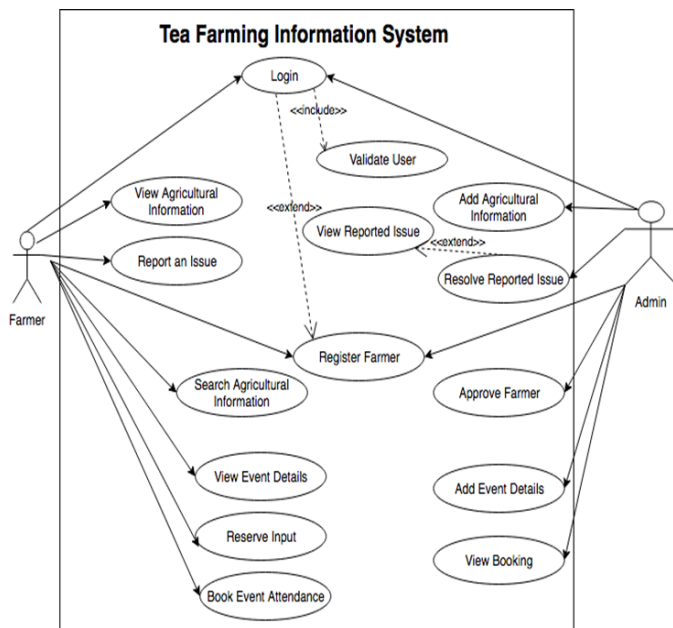 Tea Farming Information System
Login
<<include>>
Validate User
View Agricultural
Information
Add Agricultural
Information
<<extend>>
View Reported Issue
<<extend>>
Report an Issue
Resolve Reported Issue
Farmer
Admin
Register Farmer
Search Agricultural
Information
Approve Farmer
View Event Details
Add Event Details
Reserve Input
View Booking
Book Event Attendance